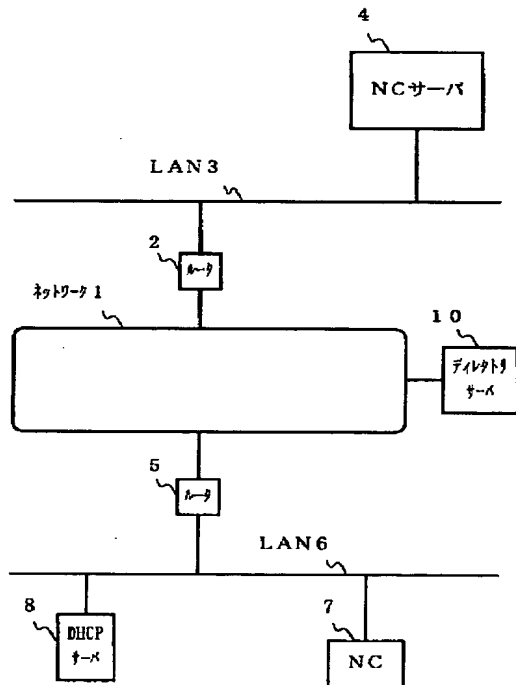 4
NCサーバ
LAN3
2
ルータ
ネットワーク1
10
ディレクトリ
サーバ
5
ルータ
LAN6
8
DHCP
サーバ
7
NC